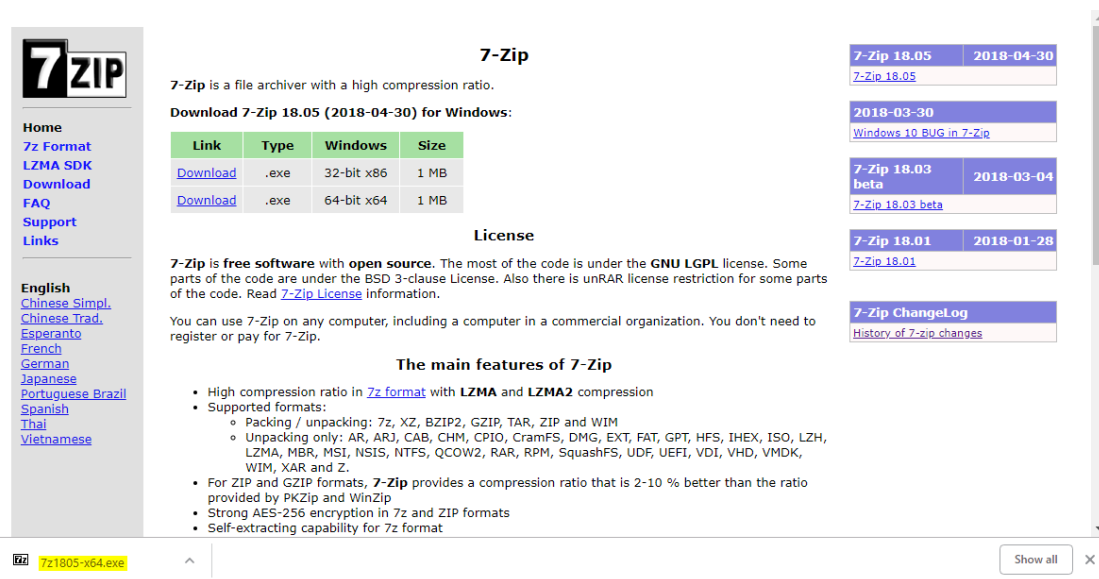 7 ZIP
Home
7z Format
LZMA SDK
Download
FAQ
Support
Links
English
Chinese Simpl.
Chinese Trad.
Esperanto
French
German
Japanese
Portuguese Brazil
Spanish
Thai
Vietnamese
7-Zip
7-Zip is a file archiver with a high compression ratio.
Download 7-Zip 18.05 (2018-04-30) for Windows:
Link Type Windows Size
Download .exe 32-bit x86 1 MB
Download .exe 64-bit x64 1 MB
License
7-Zip is free software with open source. The most of the code is under the GNU LGPL license. Some
parts of the code are under the BSD 3-clause License. Also there is unRAR license restriction for some parts
of the code. Read 7-Zip License information.
You can use 7-Zip on any computer, including a computer in a commercial organization. You don't need to
register or pay for 7-Zip.
The main features of 7-Zip
• High compression ratio in 7z format with LZMA and LZMA2 compression
• Supported formats:
○ Packing / unpacking: 7z, XZ, BZIP2, GZIP, TAR, ZIP and WIM
○ Unpacking only: AR, ARJ, CAB, CHM, CPIO, CramFS, DMG, EXT, FAT, GPT, HFS, IHEX, ISO, LZH,
LZMA, MBR, MSI, NSIS, NTFS, QCOW2, RAR, RPM, SquashFS, UDF, UEFI, VDI, VHD, VMDK,
WIM, XAR and Z.
• For ZIP and GZIP formats, 7-Zip provides a compression ratio that is 2-10 % better than the ratio
provided by PKZip and WinZip
• Strong AES-256 encryption in 7z and ZIP formats
• Self-extracting capability for 7z format
7-Zip 18.05 2018-04-30
7-Zip 18.05
2018-03-30
Windows 10 BUG in 7-Zip
7-Zip 18.03
beta 2018-03-04
7-Zip 18.03 beta
7-Zip 18.01 2018-01-28
7-Zip 18.01
7-Zip ChangeLog
History of 7-zip changes
7z 7z1805-x64.exe
Show all